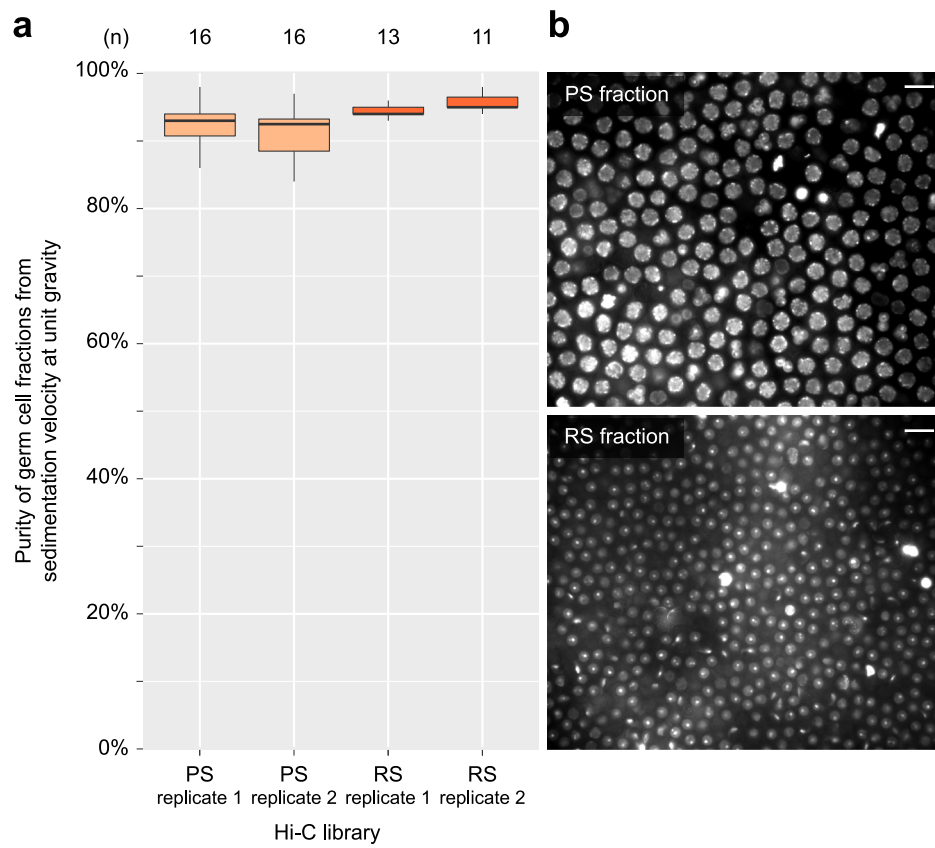 a
b
(n) 16 16 13 11
100%
80%
60%
40%
20%
0%
Purity of germ cell fractions from
sedimentation velocity at unit gravity
PS PS RS RS
replicate 1 replicate 2 replicate 1 replicate 2
Hi-C library
PS fraction
RS fraction